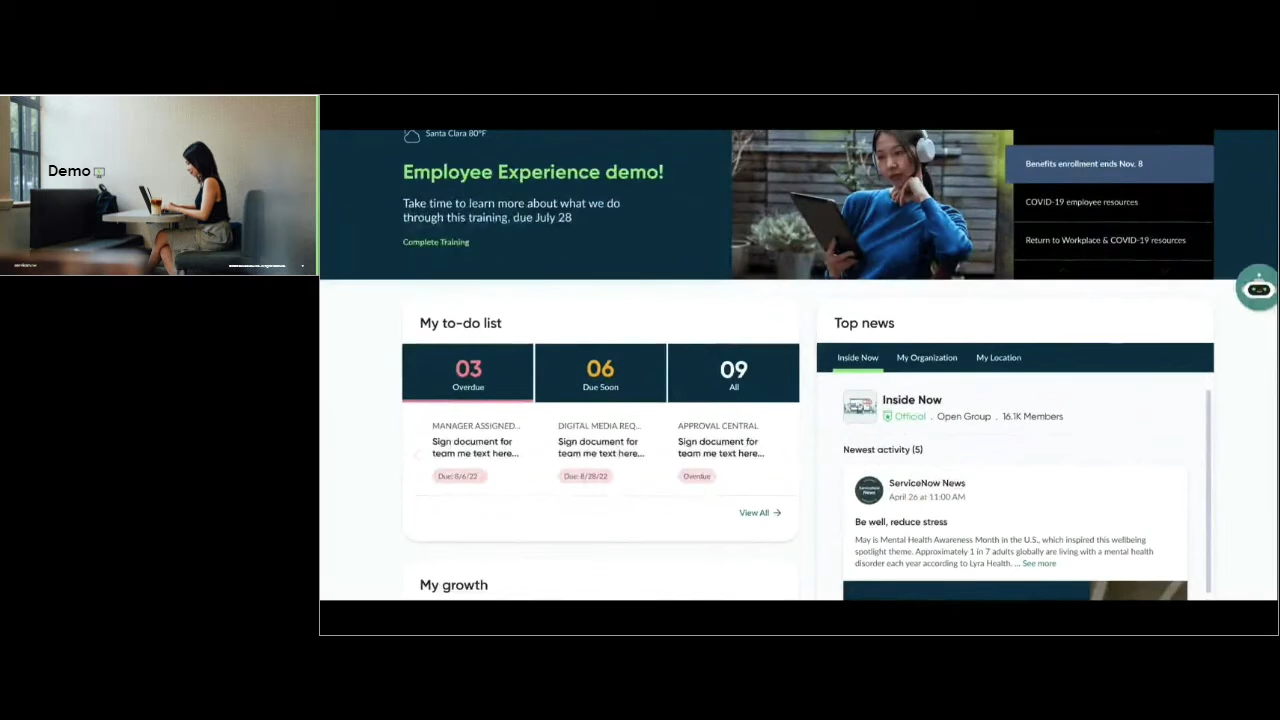 Demo
Santa Clara 80°F
Employee Experience demo!
Take time to learn more about what we do
through this training, due July 28
Complete Training
Benefits enrollment ends Nov. 8
COVID-19 employee resources
Return to Workplace & COVID-19 resources
My to-do list
03
Overdue
06
Due Soon
09
All
MANAGER ASSIGNED...
Sign document for
team me text here...
Due: 8/6/22
DIGITAL MEDIA REQ...
Sign document for
team me text here...
Due: 8/28/22
APPROVAL CENTRAL
Sign document for
team me text here...
Overdue
View All
My growth
Top news
Inside Now
My Organization
My Location
Inside Now
Official . Open Group . 16.1K Members
Newest activity (5)
ServiceNow News
April 26 at 11:00 AM
Be well, reduce stress
May is Mental Health Awareness Month in the U.S., which inspired this wellbeing
spotlight theme. Approximately 1 in 7 adults globally are living with a mental health
disorder each year according to Lyra Health. ... See more